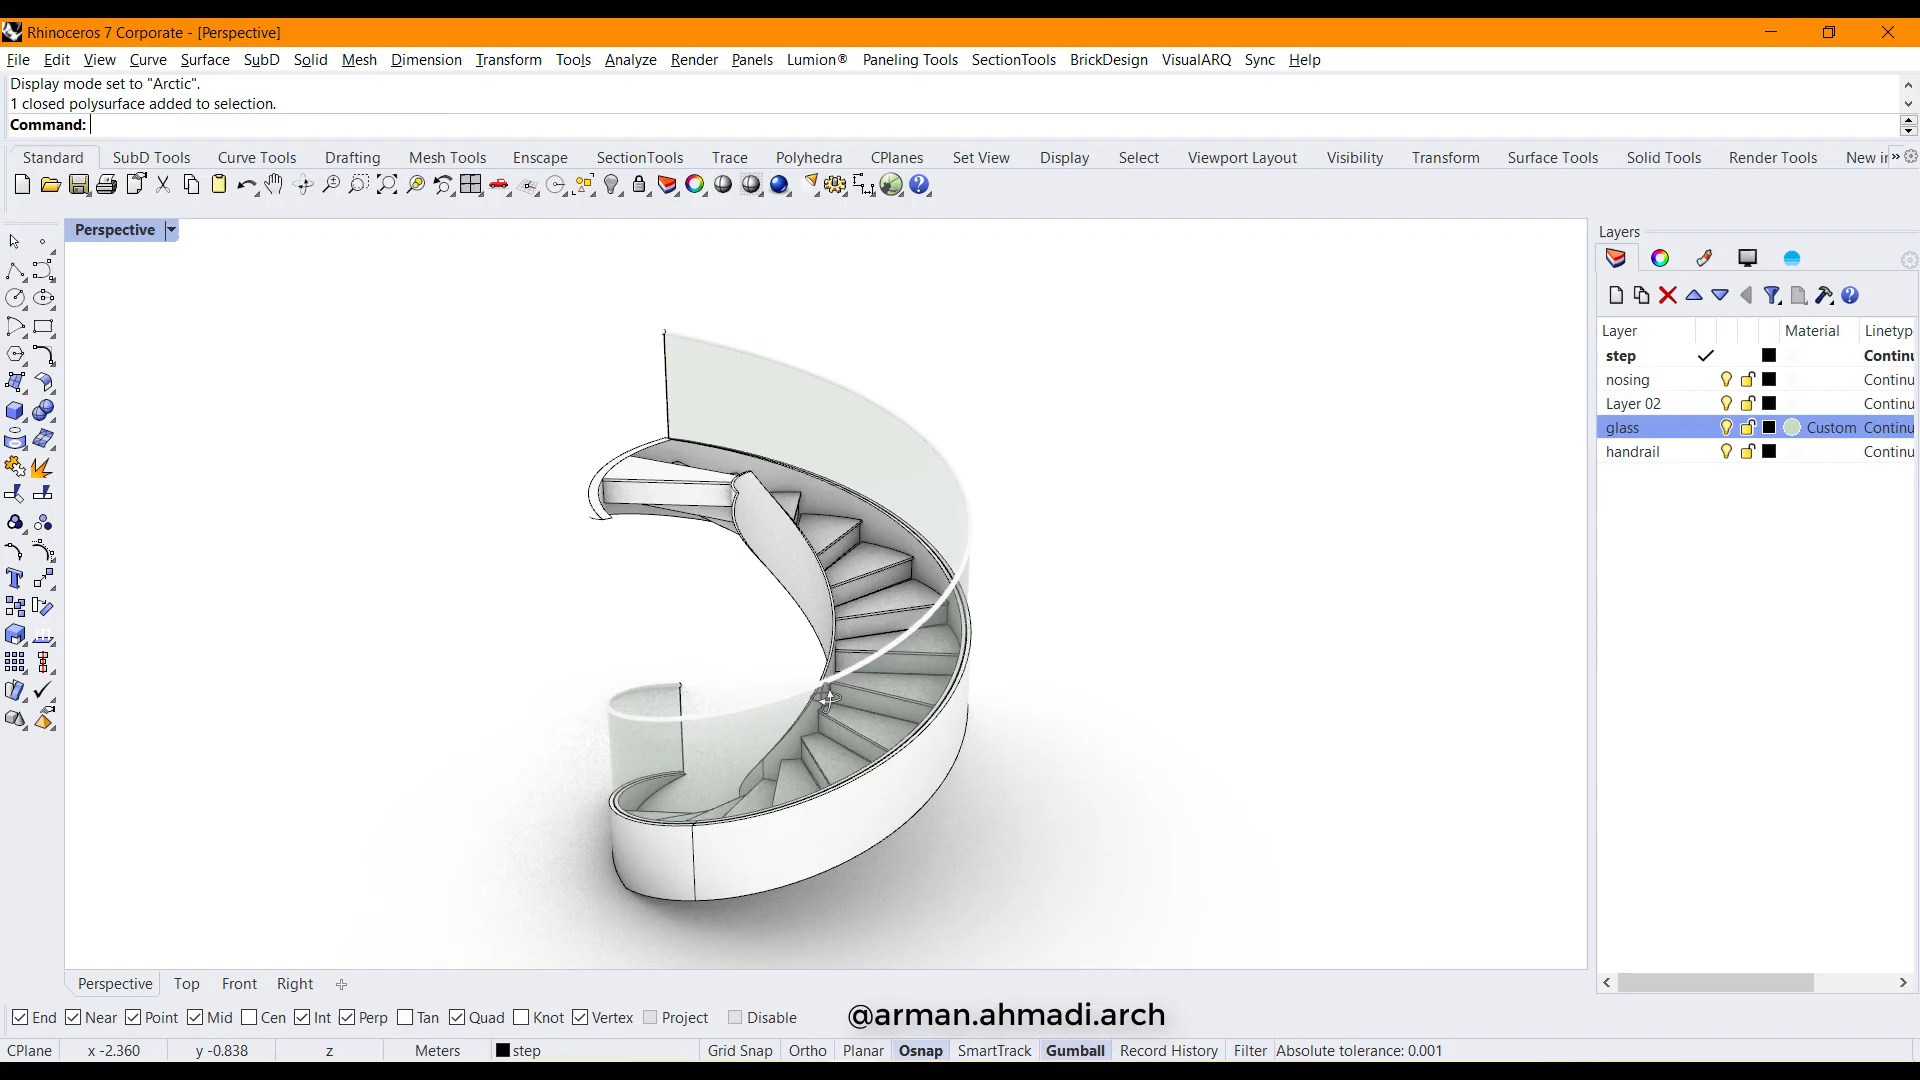 Rhinoceros 7 Corporate - [Perspective]
File Edit View Curve Surface SubD Solid Mesh Dimension Transform Tools Analyze Render Panels Lumion® Paneling Tools SectionTools BrickDesign VisualARQ Sync Help
Display mode set to "Arctic".
1 closed polysurface added to selection.
Command:
Standard SubD Tools Curve Tools Drafting Mesh Tools Enscape SectionTools Trace Polyhedra CPlanes Set View Display Select Viewport Layout Visibility Transform Surface Tools Solid Tools Render Tools New in »
Perspective
Layers
Layer Material Linetyp
step Continu
nosing Continu
Layer 02 Continu
glass Custom Continu
handrail Continu
Perspective Top Front Right
End Near Point Mid Cen Int Perp Tan Quad Knot Vertex Project Disable
@arman.ahmadi.arch
CPlane x -2.360 y -0.838 z Meters step Grid Snap Ortho Planar Osnap SmartTrack Gumball Record History Filter Absolute tolerance: 0.001